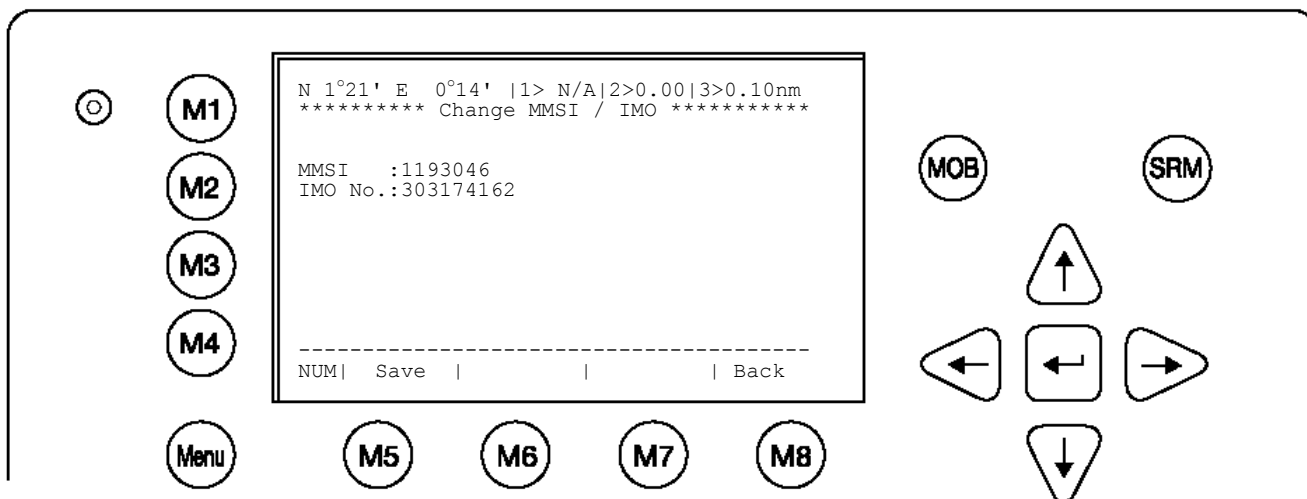 N 1°21' E 0°14' |1> N/A|2>0.00|3>0.10nm
********** Change MMSI / IMO ***********
M1
MMSI :1193046
IMO No.:303174162
M2
MOB
SRM
M3
M4
----------------------------------------
NUM| Save | | | Back
Menu
M5
M6
M7
M8